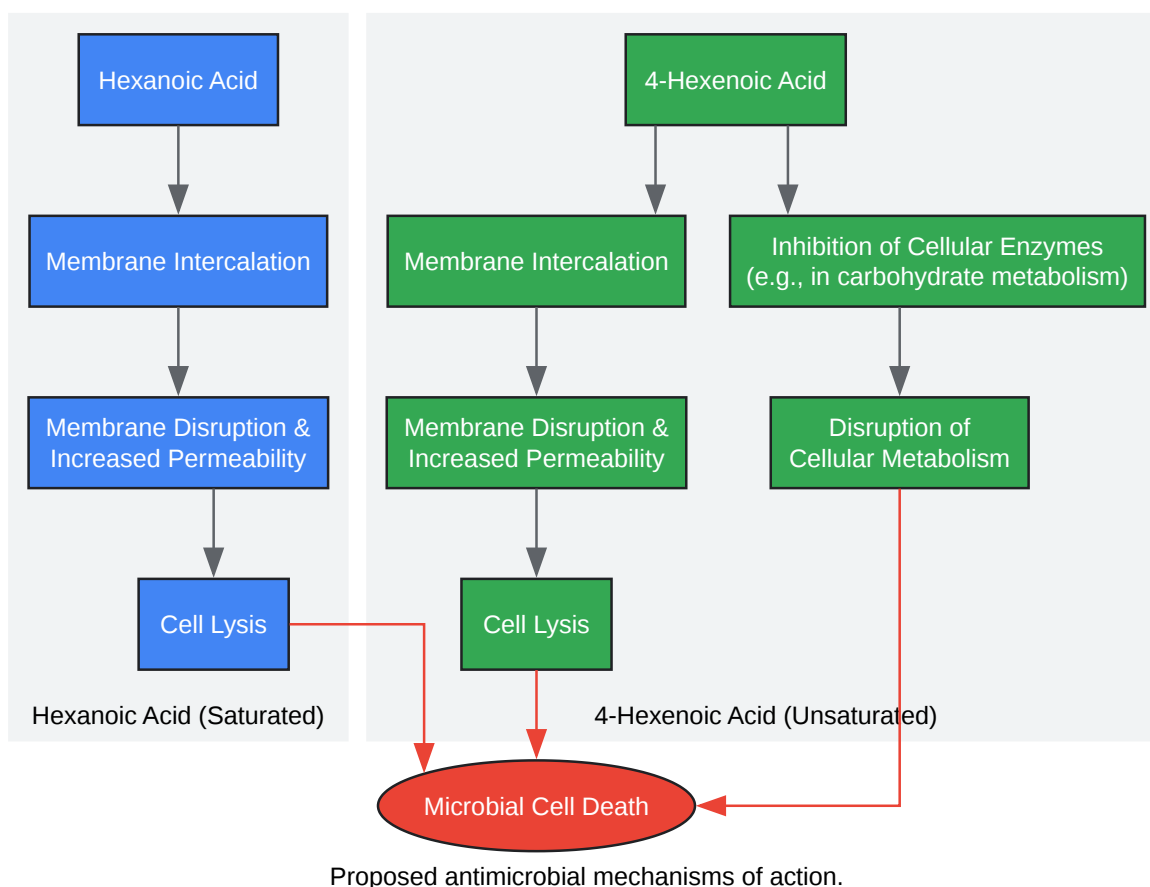 Hexanoic Acid
Membrane Intercalation
Membrane Disruption &
Increased Permeability
Cell Lysis
Hexanoic Acid (Saturated)
4-Hexenoic Acid
Membrane Intercalation
Membrane Disruption &
Increased Permeability
Cell Lysis
Inhibition of Cellular Enzymes
(e.g., in carbohydrate metabolism)
Disruption of
Cellular Metabolism
4-Hexenoic Acid (Unsaturated)
Microbial Cell Death
Proposed antimicrobial mechanisms of action.